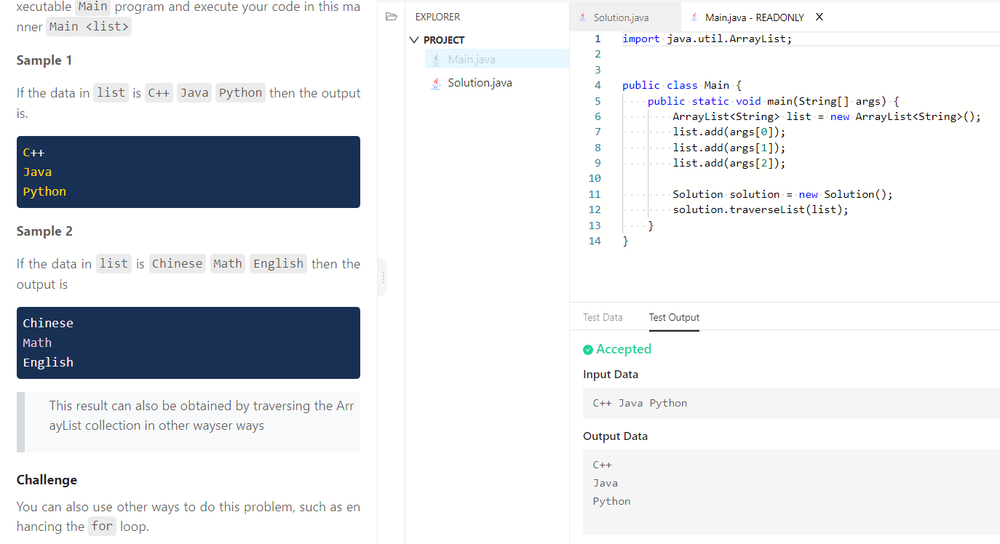 xecutable Main program and execute your code in this ma
nner Main <list>
Sample 1
If the data in list is C++ Java Python then the output
is.
C++
Java
Python
Sample 2
If the data in list is Chinese Math English then the
output is
Chinese
Math
English
This result can also be obtained by traversing the Arr
ayList collection in other wayser ways
Challenge
You can also use other ways to do this problem, such as en
hancing the for loop.
EXPLORER
PROJECT
Main.java
Solution.java
Solution.java
Main.java - READONLY X
1 import java.util.ArrayList;
2
3
4 public class Main {
5 public static void main(String[] args) {
6 ArrayList<String> list = new ArrayList<String>();
7 list.add(args[0]);
8 list.add(args[1]);
9 list.add(args[2]);
10
11 Solution solution = new Solution();
12 solution.traverseList(list);
13 }
14 }
Test Data Test Output
Accepted
Input Data
C++ Java Python
Output Data
C++
Java
Python